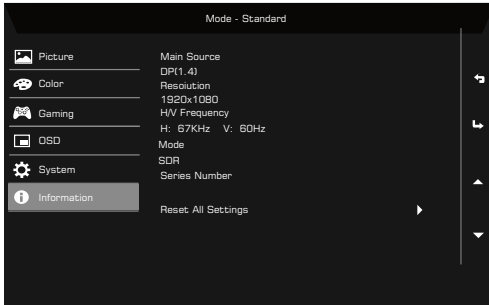 Mode - Standard
Picture
Color
Gaming
OSD
System
Information
Main Source
DP(1.4)
Resoiution
1920x1080
H/V Frequency
H: 67KHz V: 60Hz
Mode
SDR
Series Number
Reset All Settings